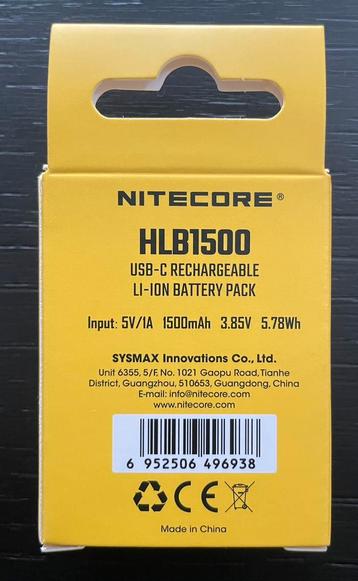 NITECORE®
HLB1500
USB-C RECHARGEABLE
LI-ION BATTERY PACK
Input: 5V/1A 1500mAh 3.85V 5.78Wh
SYSMAX Innovations Co., Ltd.
Unit 6355, 5/F, No. 1021 Gaopu Road,Tianhe
District, Guangzhou, 510653, Guangdong, China
E-mail: info@nitecore.com
www.nitecore.com
6 952506 496938
CE
Made in China